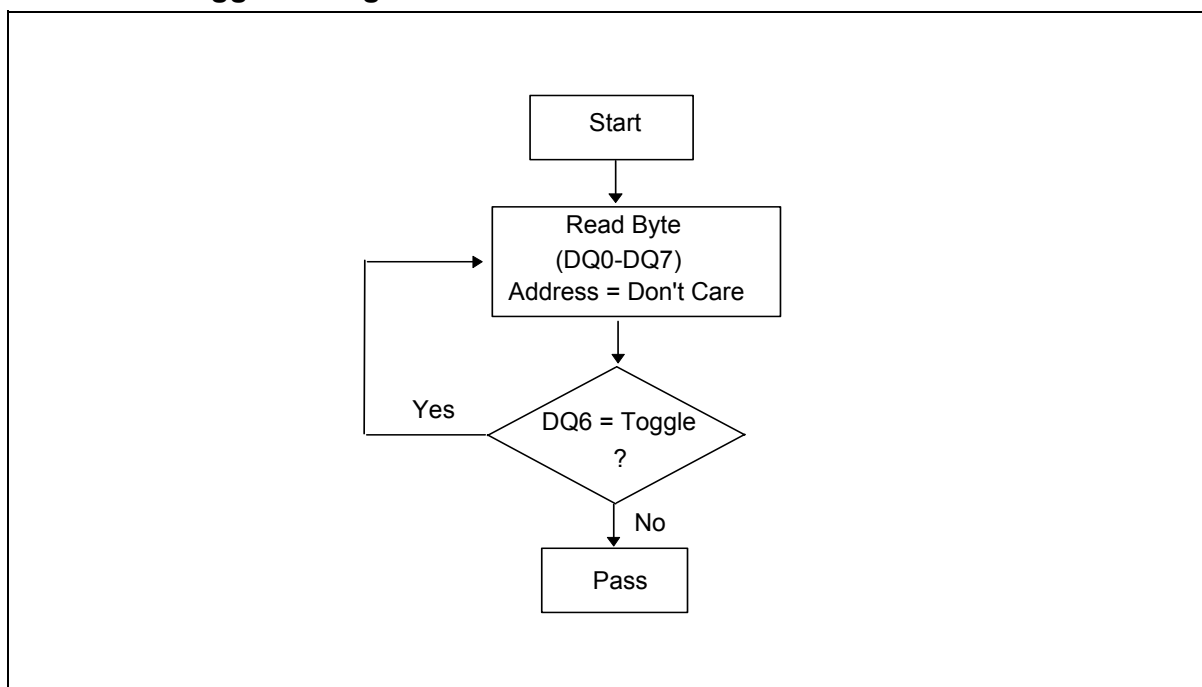 Start
Read Byte
(DQ0-DQ7)
Address = Don't Care
Yes
DQ6 = Toggle
?
No
Pass